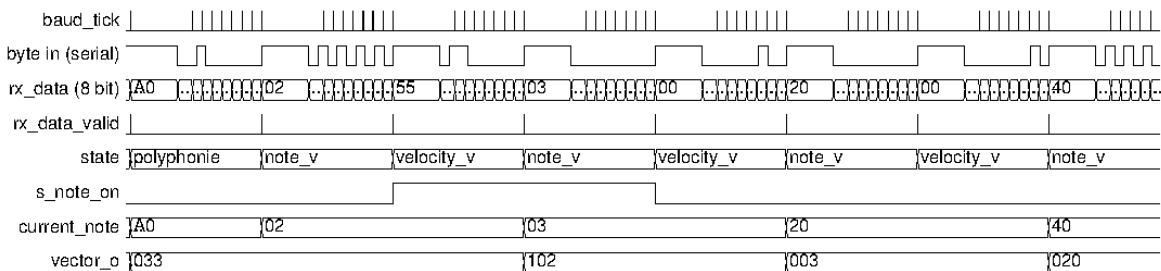 baud_tick
byte in (serial)
rx_data (8 bit) A0 02 55 03 00 20 00 40
rx_data_valid
state polyphonie note_v velocity_v note_v velocity_v note_v velocity_v note_v
s_note_on
current_note A0 02 03 20 40
vector_o 033 102 003 020